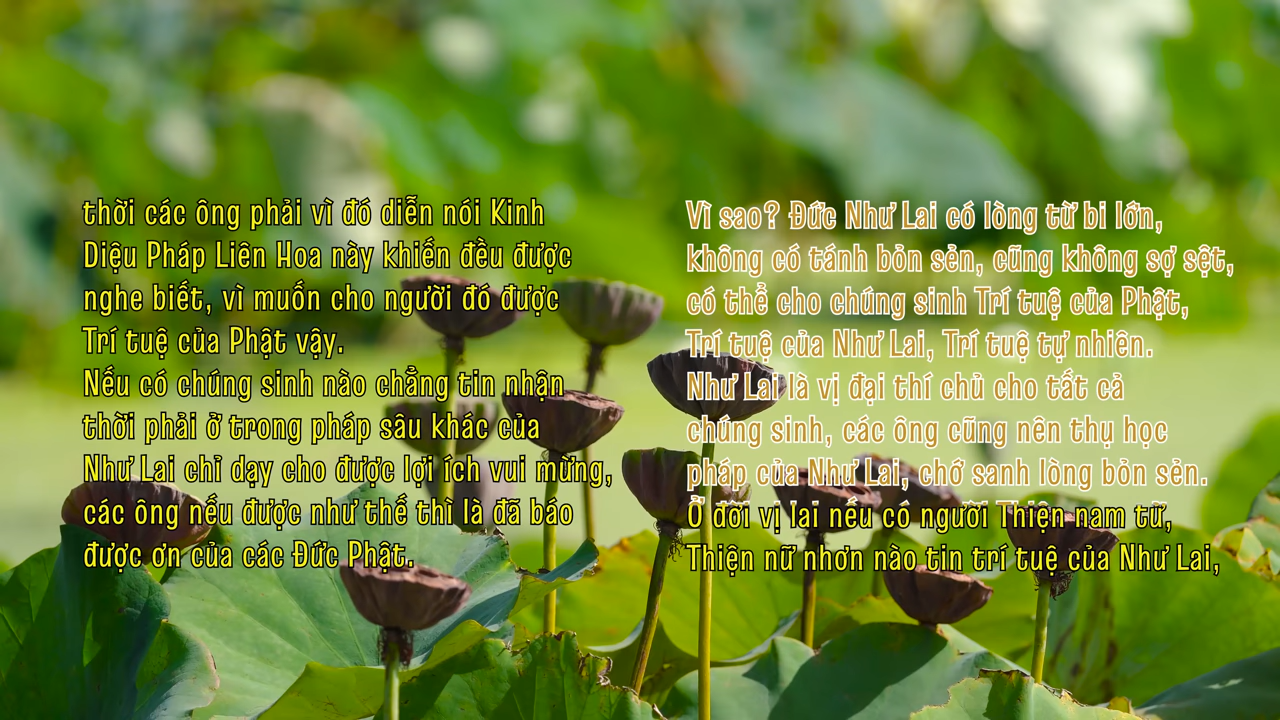 thời các ông phải vì đó diễn nói Kinh
Diệu Pháp Liên Hoa này khiến đều được
nghe biết, vì muốn cho người đó được
Trí tuệ của Phật vậy.
Nếu có chúng sinh nào chẳng tin nhận
thời phải ở trong pháp sâu khác của
Như Lai chỉ dạy cho được lợi ích vui mừng,
các ông nếu được như thế thì là đã báo
được ơn của các Đức Phật.
Vì sao? Đức Như Lai có lòng từ bi lớn,
không có tánh bỏn sẻn, cũng không sợ sệt,
có thể cho chúng sinh Trí tuệ của Phật,
Trí tuệ của Như Lai, Trí tuệ tự nhiên.
Như Lai là vị đại thí chủ cho tất cả
chúng sinh, các ông cũng nên thụ học
pháp của Như Lai, chớ sanh lòng bỏn sẻn.
Ở đời vị lai nếu có người Thiện nam tử,
Thiện nữ nhơn nào tin trí tuệ của Như Lai,